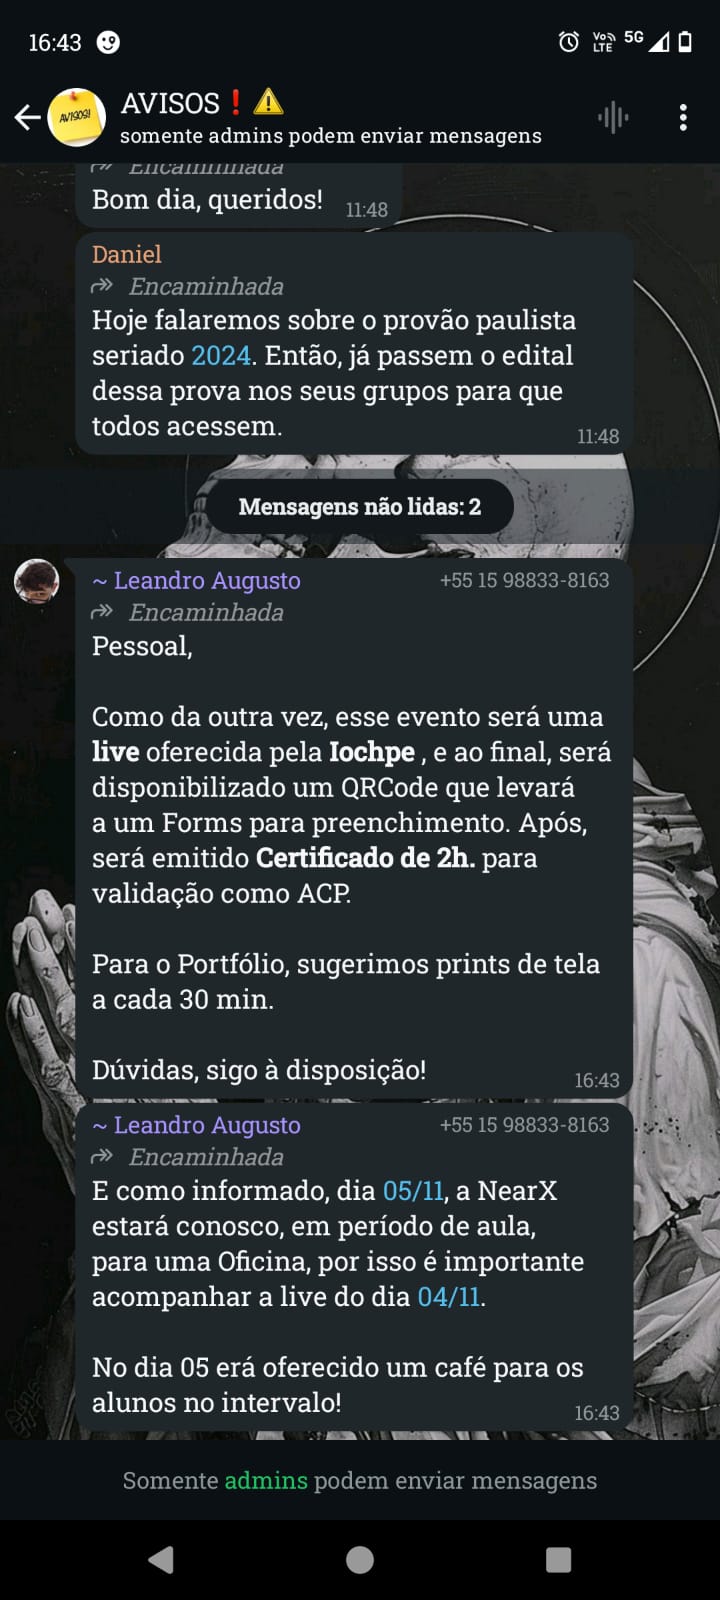 16:43
Vo
LTE
5G
AVISOS!
AVISOS❗⚠️
somente admins podem enviar mensagens
Encaminhada
Bom dia, queridos!
11:48
Daniel
Encaminhada
Hoje falaremos sobre o provão paulista
seriado 2024. Então, já passem o edital
dessa prova nos seus grupos para que
todos acessem.
11:48
Mensagens não lidas: 2
~ Leandro Augusto
+55 15 98833-8163
Encaminhada
Pessoal,
Como da outra vez, esse evento será uma
live oferecida pela Iochpe , e ao final, será
disponibilizado um QRCode que levará
a um Forms para preenchimento. Após,
será emitido Certificado de 2h. para
validação como ACP.
Para o Portfólio, sugerimos prints de tela
a cada 30 min.
Dúvidas, sigo à disposição!
16:43
~ Leandro Augusto
+55 15 98833-8163
Encaminhada
E como informado, dia 05/11, a NearX
estará conosco, em período de aula,
para uma Oficina, por isso é importante
acompanhar a live do dia 04/11.
No dia 05 erá oferecido um café para os
alunos no intervalo!
16:43
Somente admins podem enviar mensagens